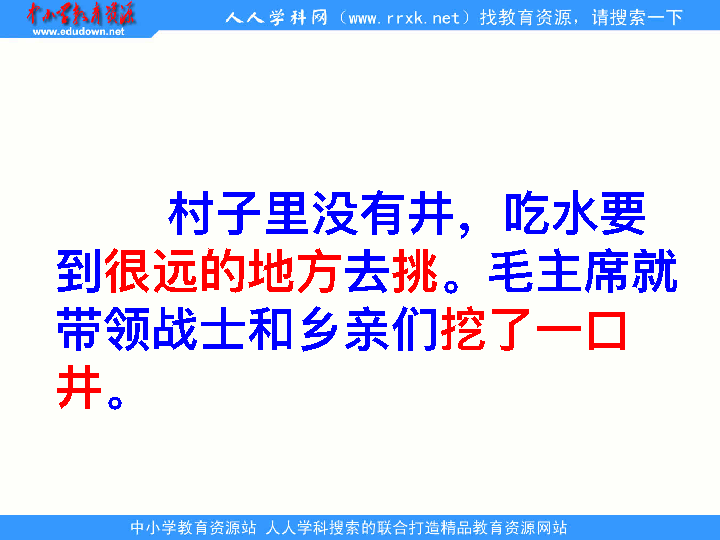 中小学教育资源
www.edudown.net
人人学科网（www.rrxk.net）找教育资源，请搜索一下
村子里没有井，吃水要
到很远的地方去挑。毛主席就
带领战士和乡亲们挖了一口
井。
中小学教育资源站 人人学科搜索的联合打造精品教育资源网站